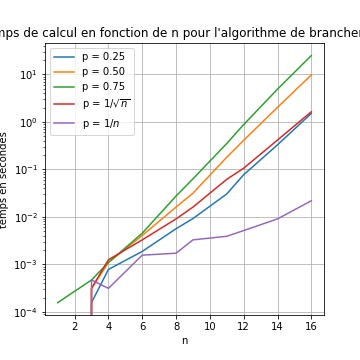 mps de calcul en fonction de n pour l'algorithme de branche
p = 0.25
p = 0.50
p = 0.75
p = 1/√n
p = 1/n
temps en secondes
10¹
10⁰
10⁻¹
10⁻²
10⁻³
10⁻⁴
2 4 6 8 10 12 14 16
n